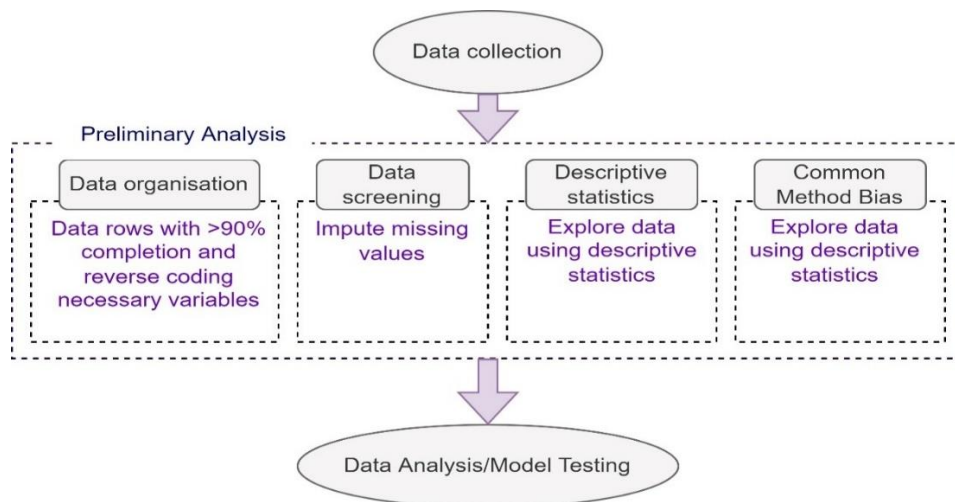 Data collection
Preliminary Analysis
Data organisation
Data rows with >90%
completion and
reverse coding
necessary variables
Data
screening
Impute missing
values
Descriptive
statistics
Explore data
using descriptive
statistics
Common
Method Bias
Explore data
using descriptive
statistics
Data Analysis/Model Testing